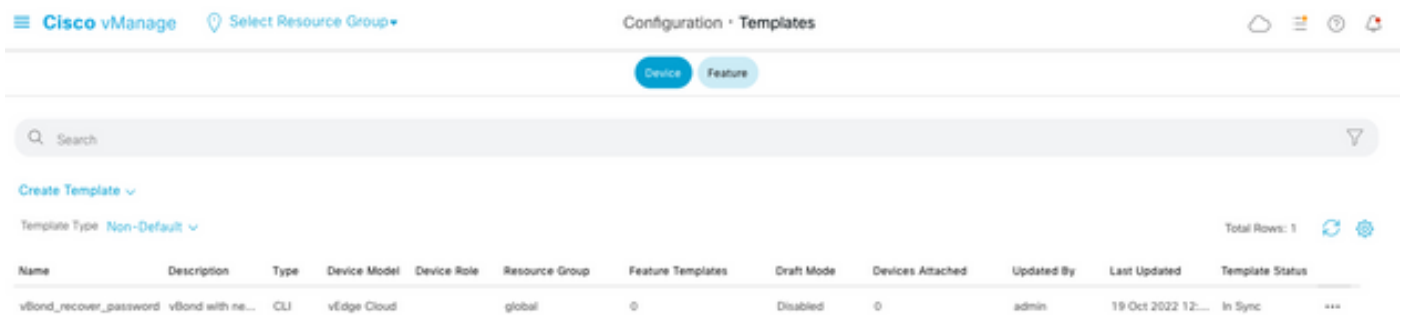 Cisco vManage Select Resource Group Configuration · Templates
Device Feature
Search
Create Template
Template Type Non-Default Total Rows: 1
Name Description Type Device Model Device Role Resource Group Feature Templates Draft Mode Devices Attached Updated By Last Updated Template Status
vBond_recover_password vBond with ne... CLI vEdge Cloud global 0 Disabled 0 admin 19 Oct 2022 12:... In Sync ...